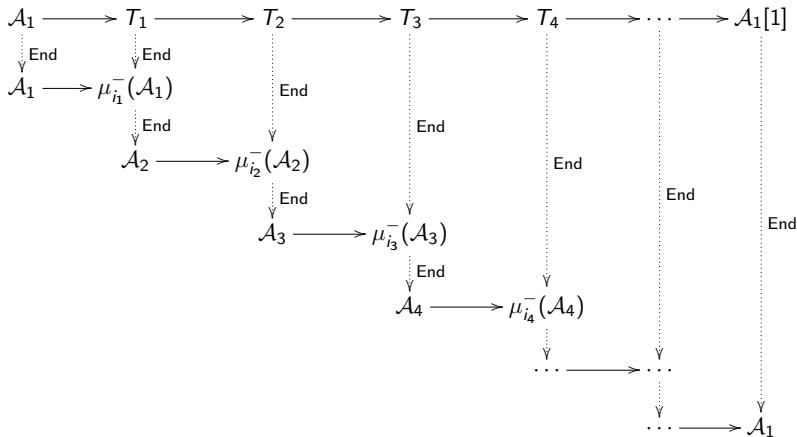 𝒜₁ T₁ T₂ T₃ T₄ ··· 𝒜₁[1]
End End
𝒜₁ μ⁻ᵢ₁(𝒜₁)
End
End
𝒜₂ μ⁻ᵢ₂(𝒜₂)
End
End
𝒜₃ μ⁻ᵢ₃(𝒜₃)
End
End
𝒜₄ μ⁻ᵢ₄(𝒜₄)
End
End
··· ···
··· 𝒜₁